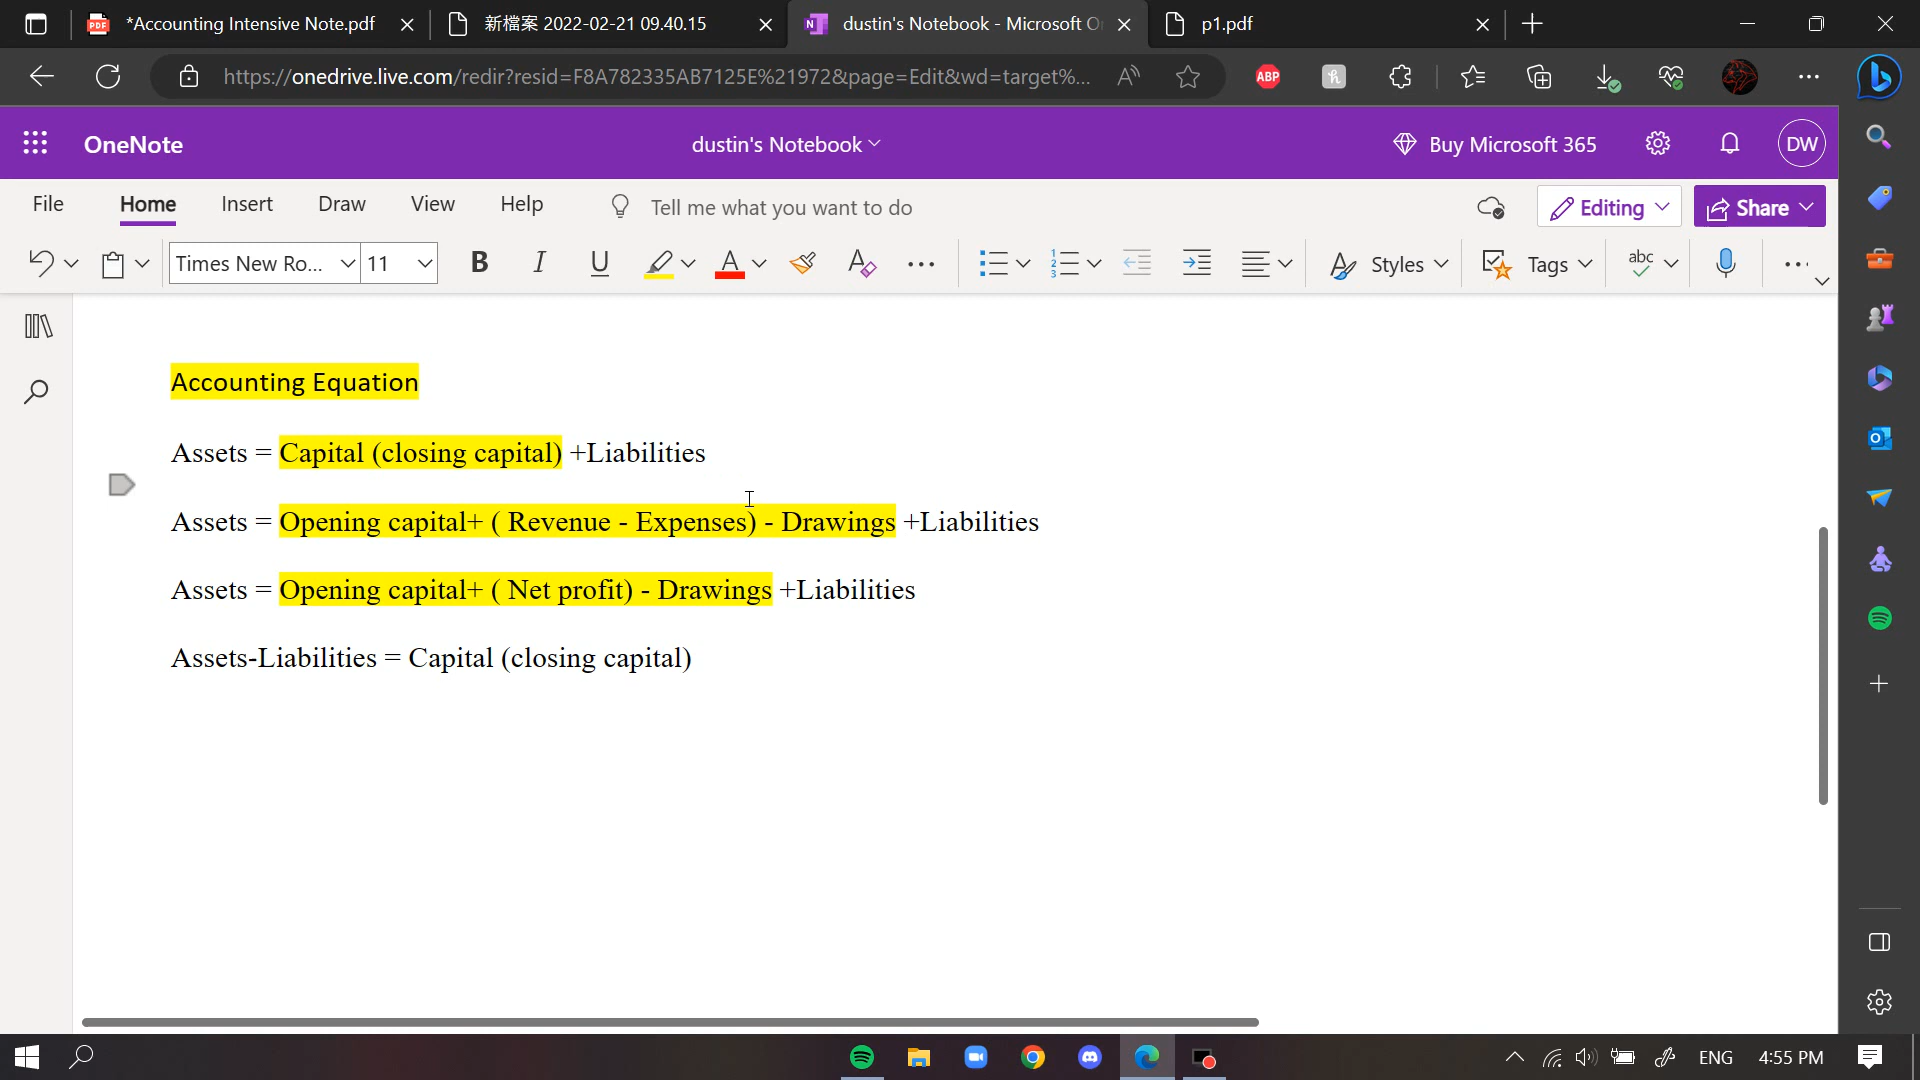 *Accounting Intensive Note.pdf
新檔案 2022-02-21 09.40.15
dustin's Notebook - Microsoft O
p1.pdf
https://onedrive.live.com/redir?resid=F8A782335AB7125E%21972&page=Edit&wd=target%...
ABP
OneNote
dustin's Notebook
Buy Microsoft 365
DW
File
Home
Insert
Draw
View
Help
Tell me what you want to do
Editing
Share
Times New Ro...
11
B
I
U
A
Styles
Tags
abc
Accounting Equation
Assets = Capital (closing capital) +Liabilities
Assets = Opening capital+ ( Revenue - Expenses) - Drawings +Liabilities
Assets = Opening capital+ ( Net profit) - Drawings +Liabilities
Assets-Liabilities = Capital (closing capital)
ENG
4:55 PM